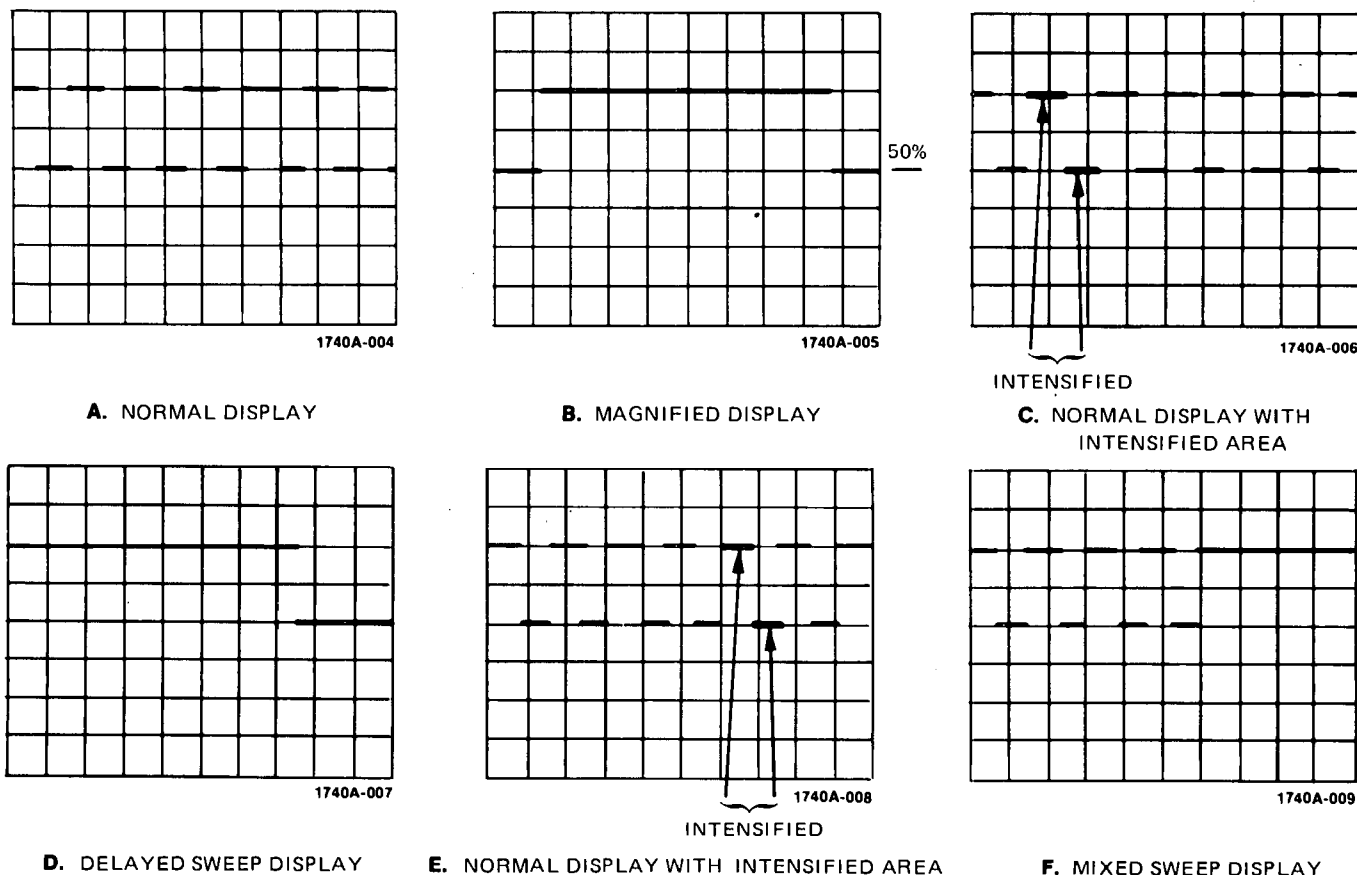 50%
1740A-004
1740A-005
1740A-006
INTENSIFIED
A. NORMAL DISPLAY
B. MAGNIFIED DISPLAY
C. NORMAL DISPLAY WITH
INTENSIFIED AREA
1740A-007
1740A-008
1740A-009
INTENSIFIED
D. DELAYED SWEEP DISPLAY
E. NORMAL DISPLAY WITH INTENSIFIED AREA
F. MIXED SWEEP DISPLAY